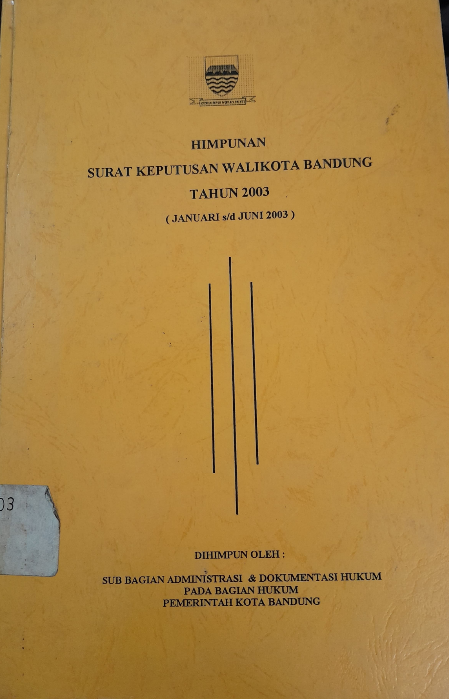 HIMPUNAN
SURAT KEPUTUSAN WALIKOTA BANDUNG
TAHUN 2003
( JANUARI s/d JUNI 2003 )
03
DIHIMPUN OLEH :
SUB BAGIAN ADMINISTRASI & DOKUMENTASI HUKUM
PADA BAGIAN HUKUM
PEMERINTAH KOTA BANDUNG